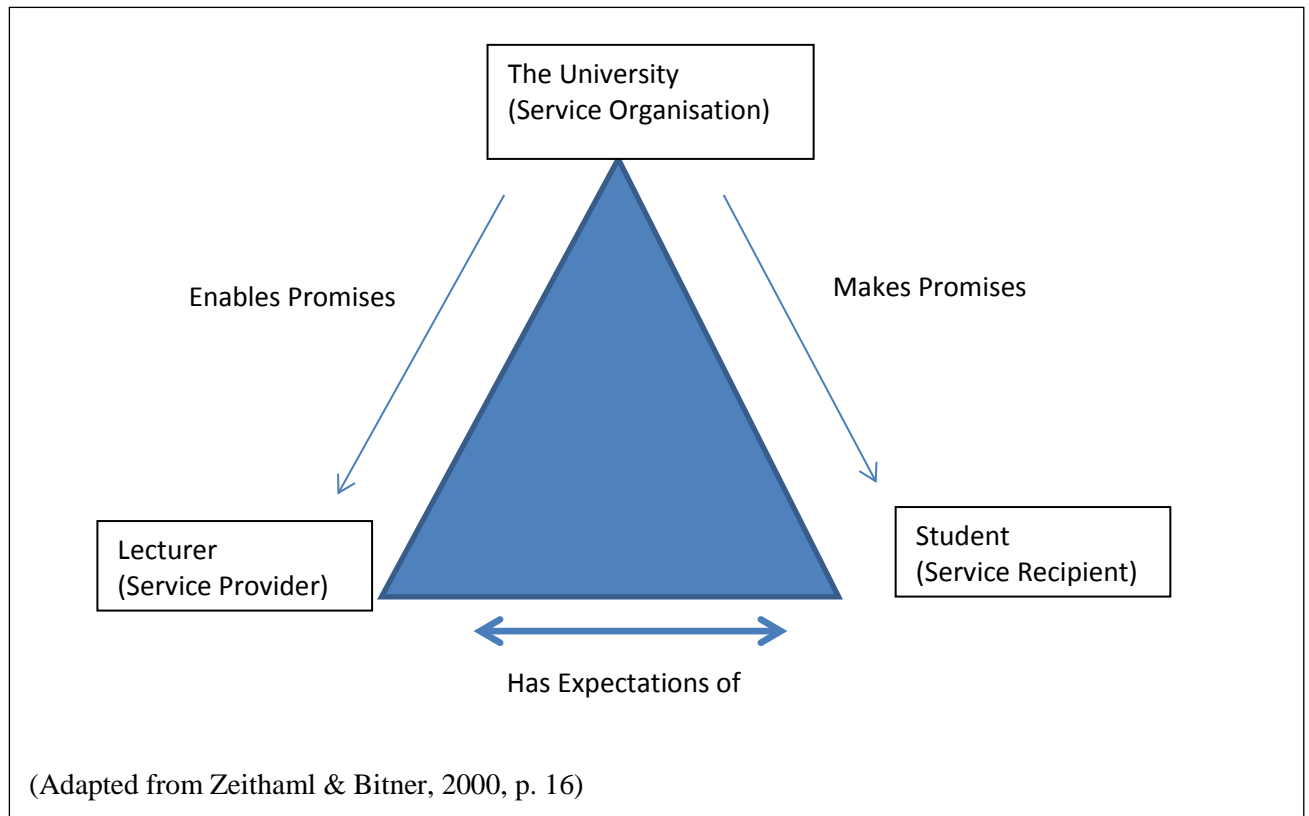 The University
(Service Organisation)
Enables Promises
Makes Promises
Lecturer
(Service Provider)
Student
(Service Recipient)
Has Expectations of
(Adapted from Zeithaml & Bitner, 2000, p. 16)